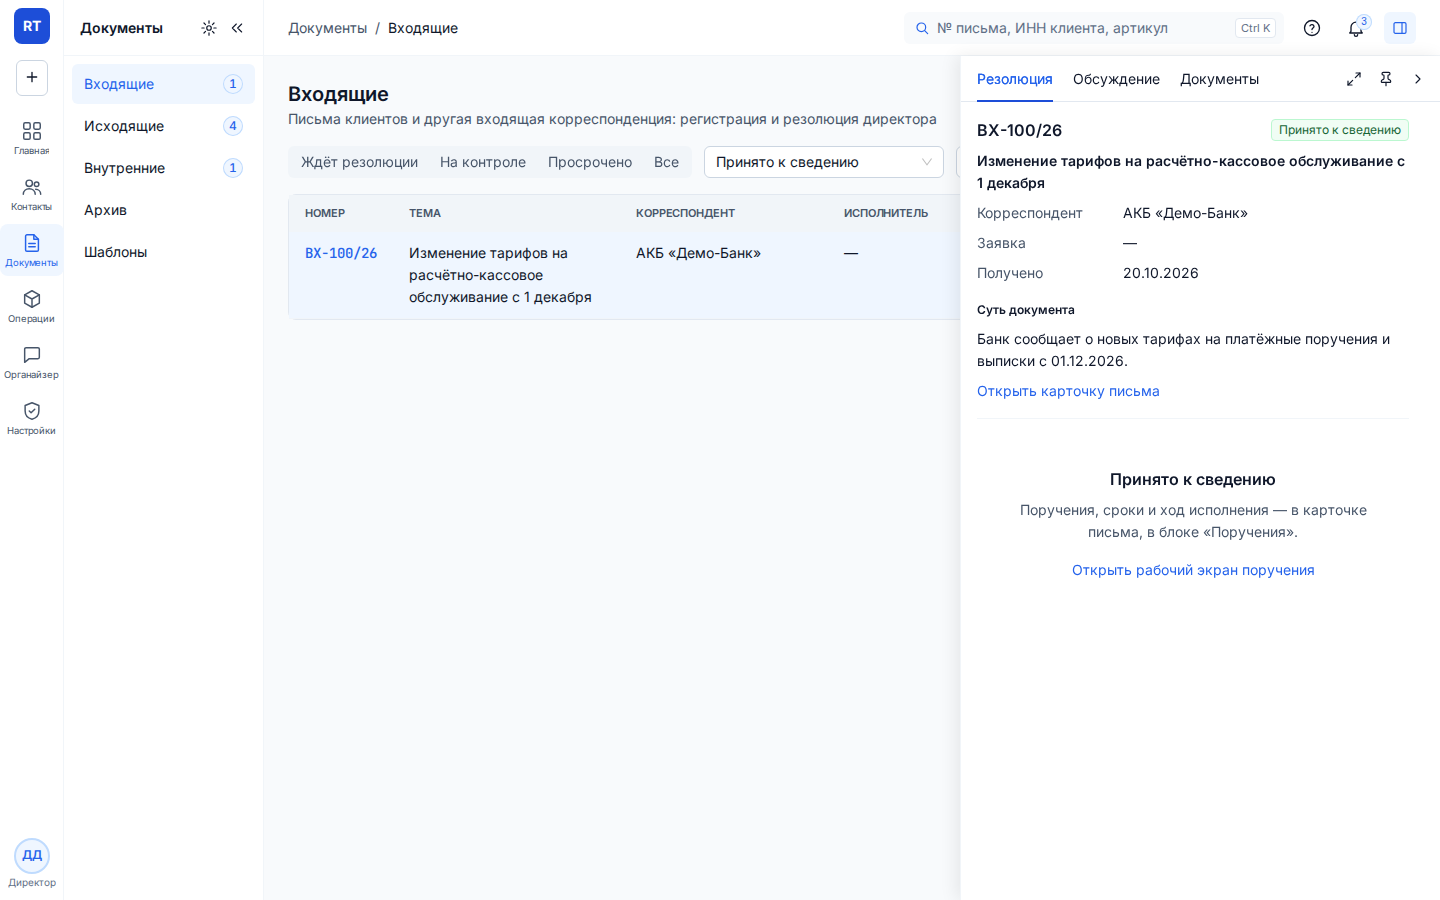 RT
Главная
Контакты
Документы
Операции
Органайзер
Настройки
ДД
Директор
Документы
Входящие 1
Исходящие 4
Внутренние 1
Архив
Шаблоны
Документы / Входящие
№ письма, ИНН клиента, артикул Ctrl K
3
Входящие
Письма клиентов и другая входящая корреспонденция: регистрация и резолюция директора
Ждёт резолюции На контроле Просрочено Все Принято к сведению
НОМЕР ТЕМА КОРРЕСПОНДЕНТ ИСПОЛНИТЕЛЬ
ВХ-100/26 Изменение тарифов на АКБ «Демо-Банк» —
расчётно-кассовое
обслуживание с 1 декабря
Резолюция Обсуждение Документы
ВХ-100/26 Принято к сведению
Изменение тарифов на расчётно-кассовое обслуживание с
1 декабря
Корреспондент АКБ «Демо-Банк»
Заявка —
Получено 20.10.2026
Суть документа
Банк сообщает о новых тарифах на платёжные поручения и
выписки с 01.12.2026.
Открыть карточку письма
Принято к сведению
Поручения, сроки и ход исполнения — в карточке
письма, в блоке «Поручения».
Открыть рабочий экран поручения